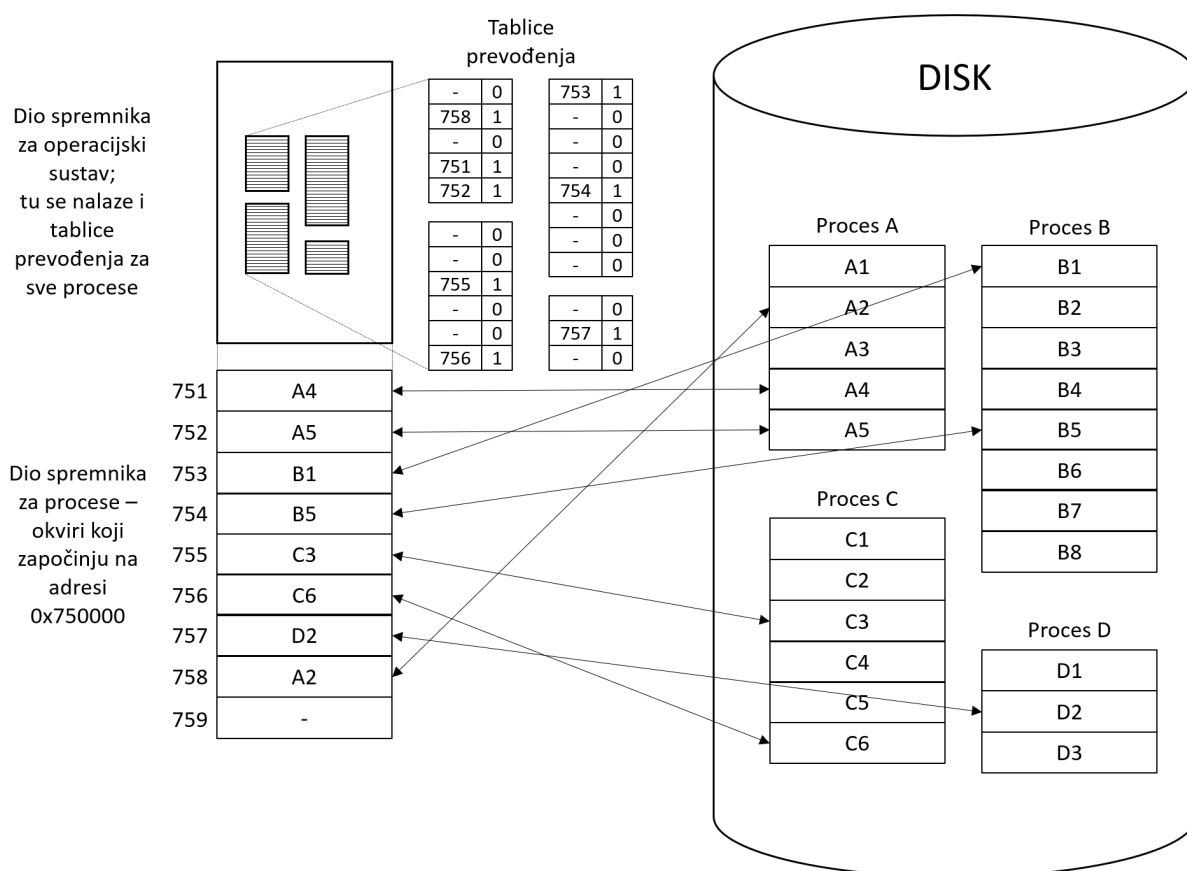 Tablice
prevođenja
DISK
Dio spremnika
za operacijski
sustav;
tu se nalaze i
tablice
prevođenja za
sve procese
- 0
758 1
- 0
751 1
752 1
753 1
- 0
- 0
- 0
754 1
- 0
- 0
- 0
- 0
- 0
755 1
- 0
- 0
756 1
- 0
757 1
- 0
Dio spremnika
za procese –
okviri koji
započinju na
adresi
0x750000
751 A4
752 A5
753 B1
754 B5
755 C3
756 C6
757 D2
758 A2
759 -
Proces A
A1
A2
A3
A4
A5
Proces B
B1
B2
B3
B4
B5
B6
B7
B8
Proces C
C1
C2
C3
C4
C5
C6
Proces D
D1
D2
D3